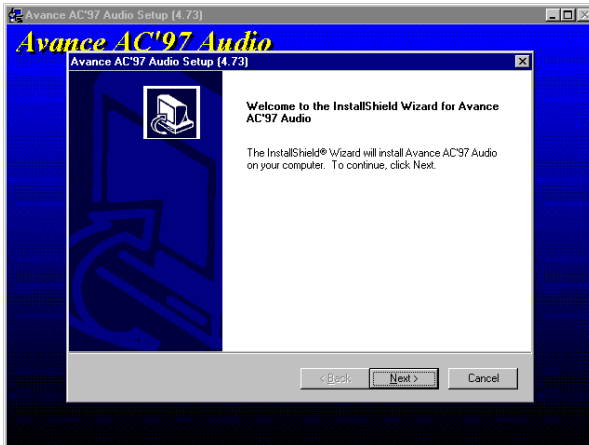 Avance AC'97 Audio Setup (4.73)
Avance AC'97 Audio
Avance AC'97 Audio Setup (4.73)
Welcome to the InstallShield Wizard for Avance
AC'97 Audio
The InstallShield® Wizard will install Avance AC'97 Audio
on your computer. To continue, click Next.
< Back
Next >
Cancel